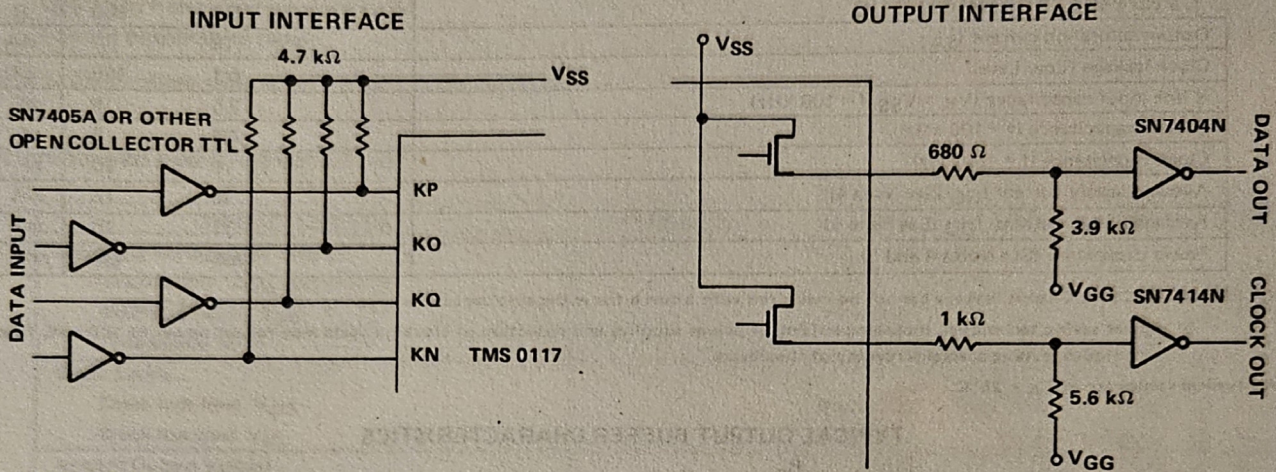 INPUT INTERFACE
4.7 kΩ
VSS
SN7405A OR OTHER
OPEN COLLECTOR TTL
DATA INPUT
KP
KO
KQ
KN
TMS 0117
OUTPUT INTERFACE
VSS
680 Ω
SN7404N
DATA OUT
3.9 kΩ
VGG
SN7414N
1 kΩ
CLOCK OUT
5.6 kΩ
VGG